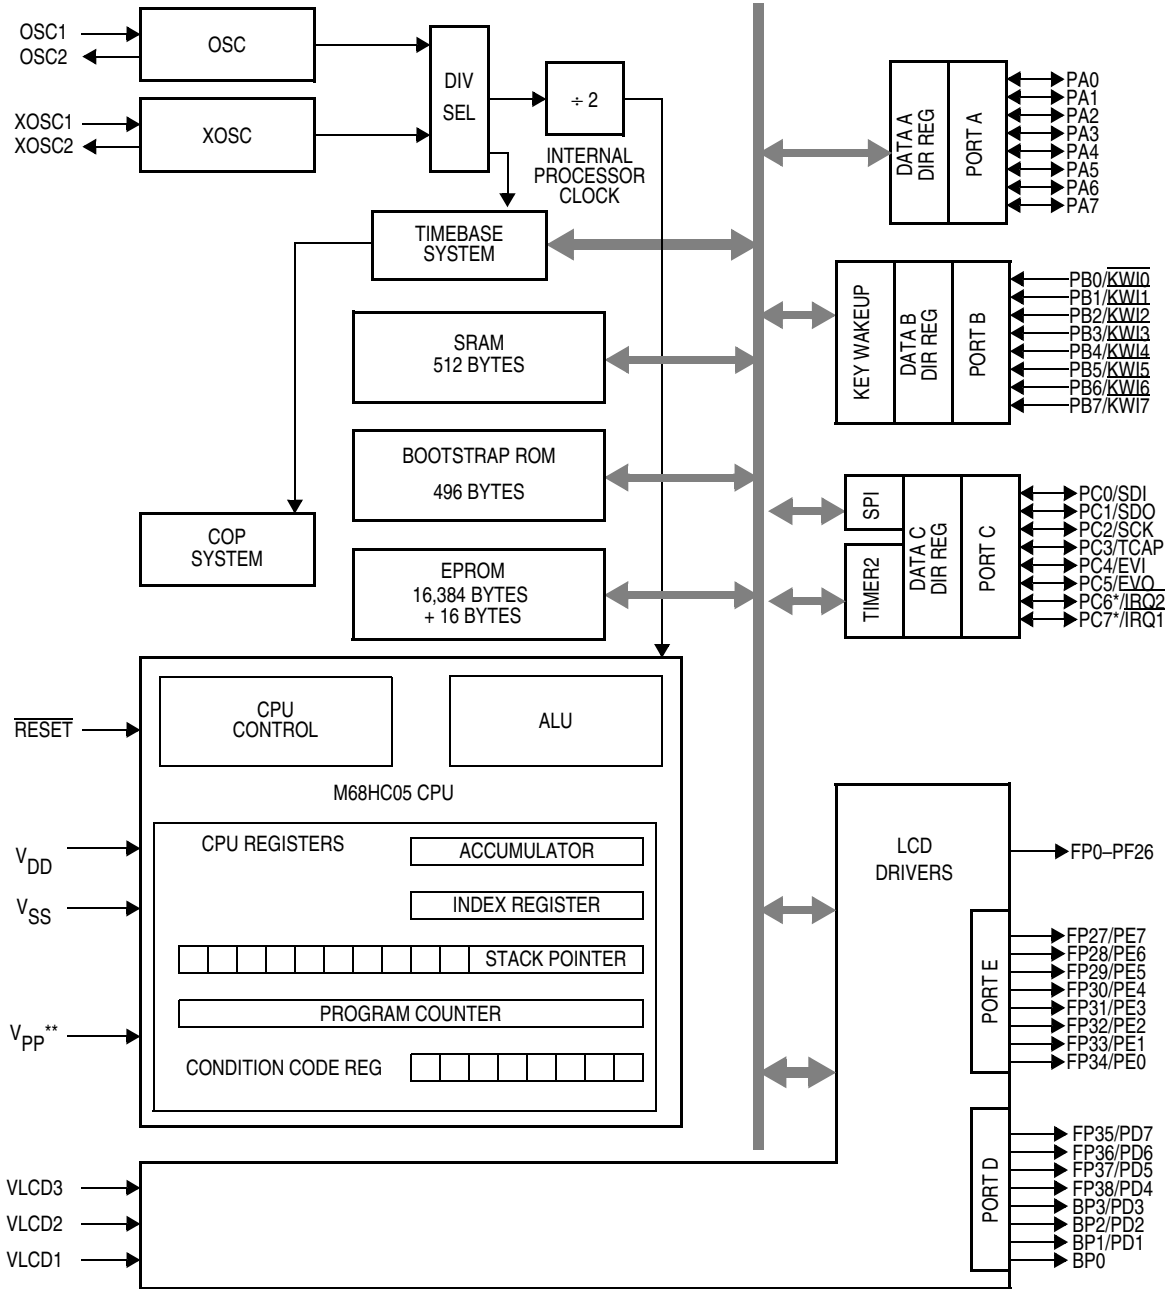 OSC1
OSC2
OSC
XOSC1
XOSC2
XOSC
DIV
SEL
÷ 2
INTERNAL
PROCESSOR
CLOCK
TIMEBASE
SYSTEM
SRAM
512 BYTES
BOOTSTRAP ROM
496 BYTES
COP
SYSTEM
EPROM
16,384 BYTES
+ 16 BYTES
DATA A
DIR REG
PORT A
PA0
PA1
PA2
PA3
PA4
PA5
PA6
PA7
KEY WAKEUP
DATA B
DIR REG
PORT B
PB0/KWI0
PB1/KWI1
PB2/KWI2
PB3/KWI3
PB4/KWI4
PB5/KWI5
PB6/KWI6
PB7/KWI7
SPI
TIMER2
DATA C
DIR REG
PORT C
PC0/SDI
PC1/SDO
PC2/SCK
PC3/TCAP
PC4/EVI
PC5/EVO
PC6*/IRQ2
PC7*/IRQ1
RESET
VDD
VSS
VPP**
CPU
CONTROL
ALU
M68HC05 CPU
CPU REGISTERS
ACCUMULATOR
INDEX REGISTER
STACK POINTER
PROGRAM COUNTER
CONDITION CODE REG
LCD
DRIVERS
FP0–PF26
PORT E
FP27/PE7
FP28/PE6
FP29/PE5
FP30/PE4
FP31/PE3
FP32/PE2
FP33/PE1
FP34/PE0
PORT D
FP35/PD7
FP36/PD6
FP37/PD5
FP38/PD4
BP3/PD3
BP2/PD2
BP1/PD1
BP0
VLCD3
VLCD2
VLCD1